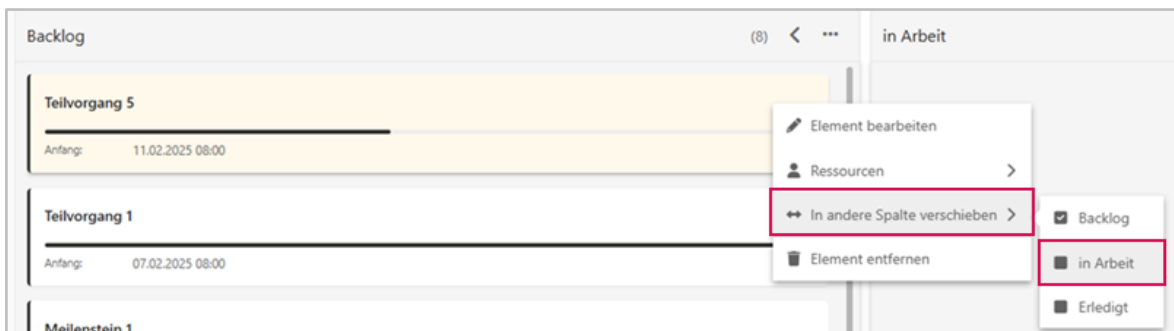 Backlog
(8)
in Arbeit
Teilvorgang 5
Anfang: 11.02.2025 08:00
Element bearbeiten
Ressourcen
In andere Spalte verschieben
Element entfernen
Backlog
in Arbeit
Erledigt
Teilvorgang 1
Anfang: 07.02.2025 08:00
Meilenstein 1